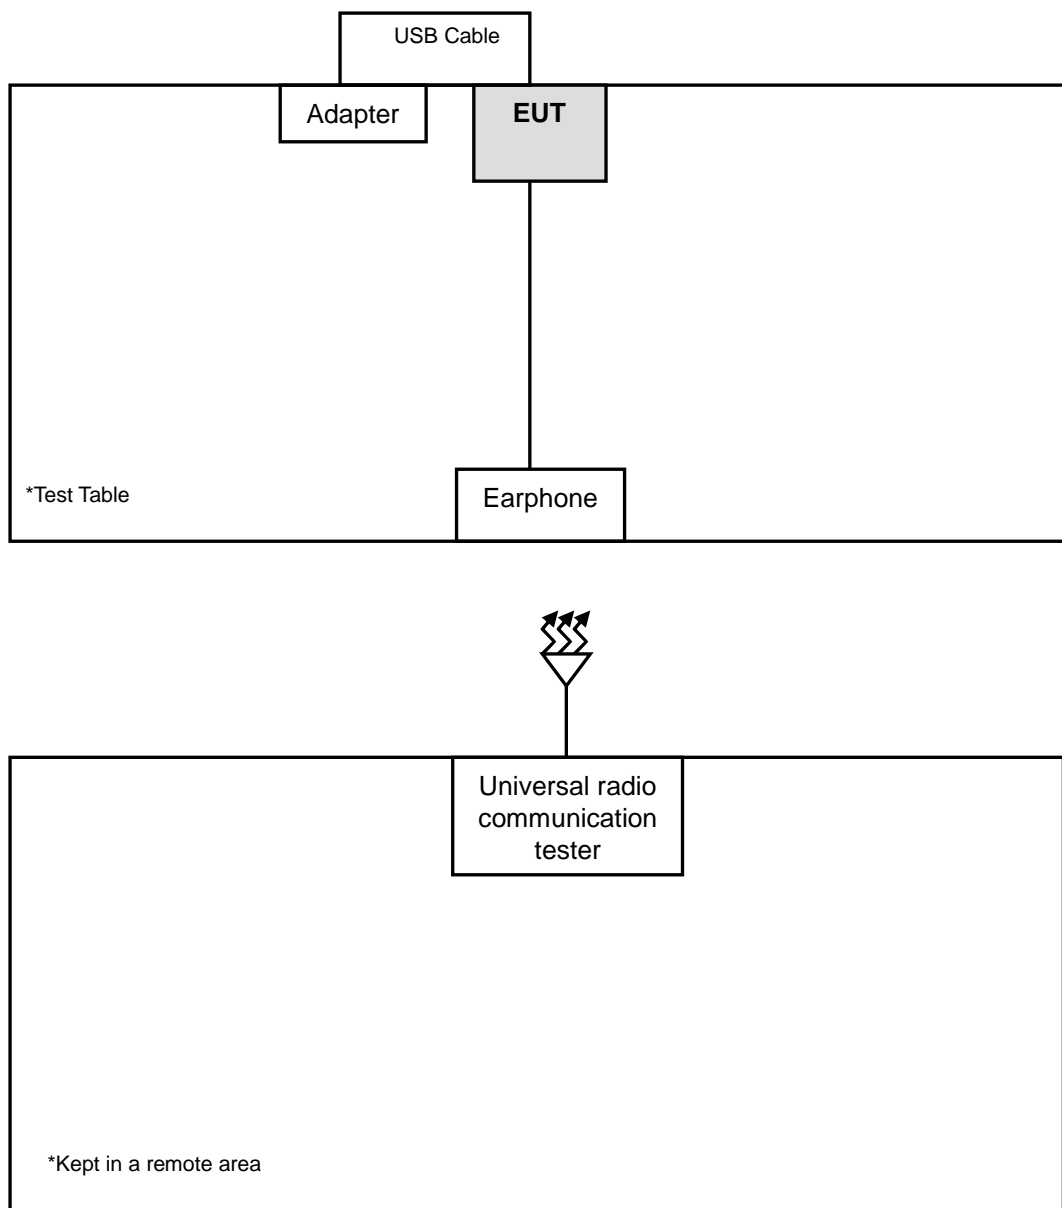 USB Cable
Adapter
EUT
*Test Table
Earphone
Universal radio
communication
tester
*Kept in a remote area